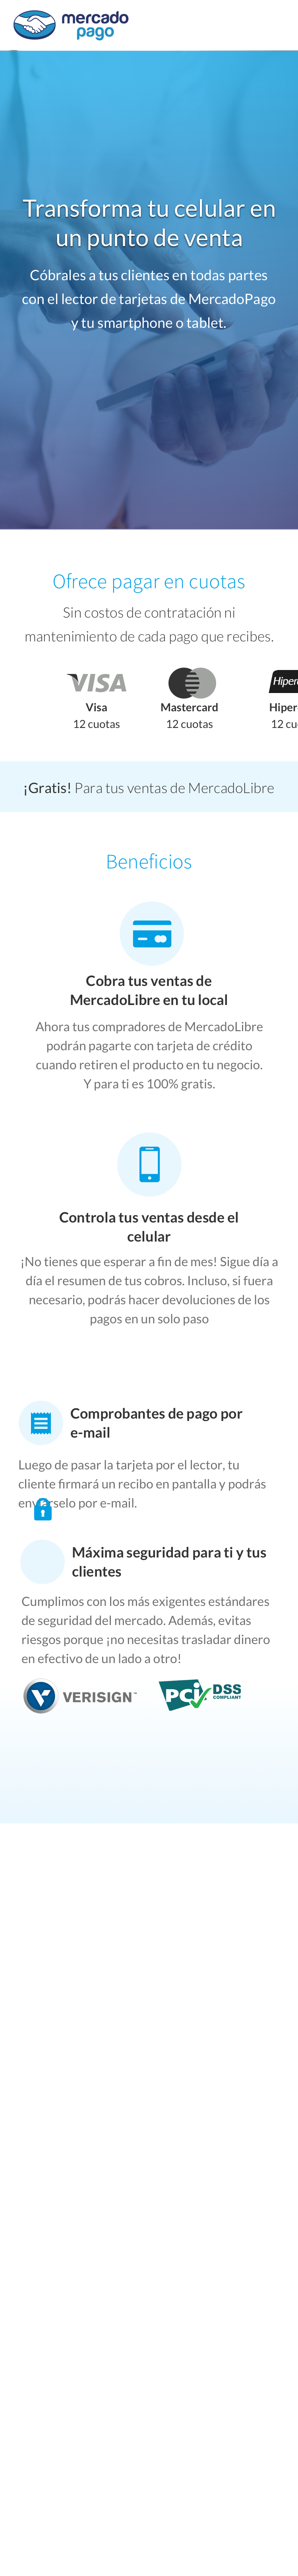 mercado
pago
Transforma tu celular en
un punto de venta
Cóbrales a tus clientes en todas partes
con el lector de tarjetas de MercadoPago
y tu smartphone o tablet.
Ofrece pagar en cuotas
Sin costos de contratación ni
mantenimiento de cada pago que recibes.
VISA
Visa
12 cuotas
Mastercard
12 cuotas
¡Gratis! Para tus ventas de MercadoLibre
Beneficios
Cobra tus ventas de
MercadoLibre en tu local
Ahora tus compradores de MercadoLibre
podrán pagarte con tarjeta de crédito
cuando retiren el producto en tu negocio.
Y para ti es 100% gratis.
Controla tus ventas desde el
celular
¡No tienes que esperar a fin de mes! Sigue día a
día el resumen de tus cobros. Incluso, si fuera
necesario, podrás hacer devoluciones de los
pagos en un solo paso
Comprobantes de pago por
e-mail
Luego de pasar la tarjeta por el lector, tu
cliente firmará un recibo en pantalla y podrás
por e-mail.
Máxima seguridad para ti y tus
clientes
Cumplimos con los más exigentes estándares
de seguridad del mercado. Además, evitas
riesgos porque ¡no necesitas trasladar dinero
en efectivo de un lado a otro!
VERISIGN™
PCI DSS
COMPLIANT